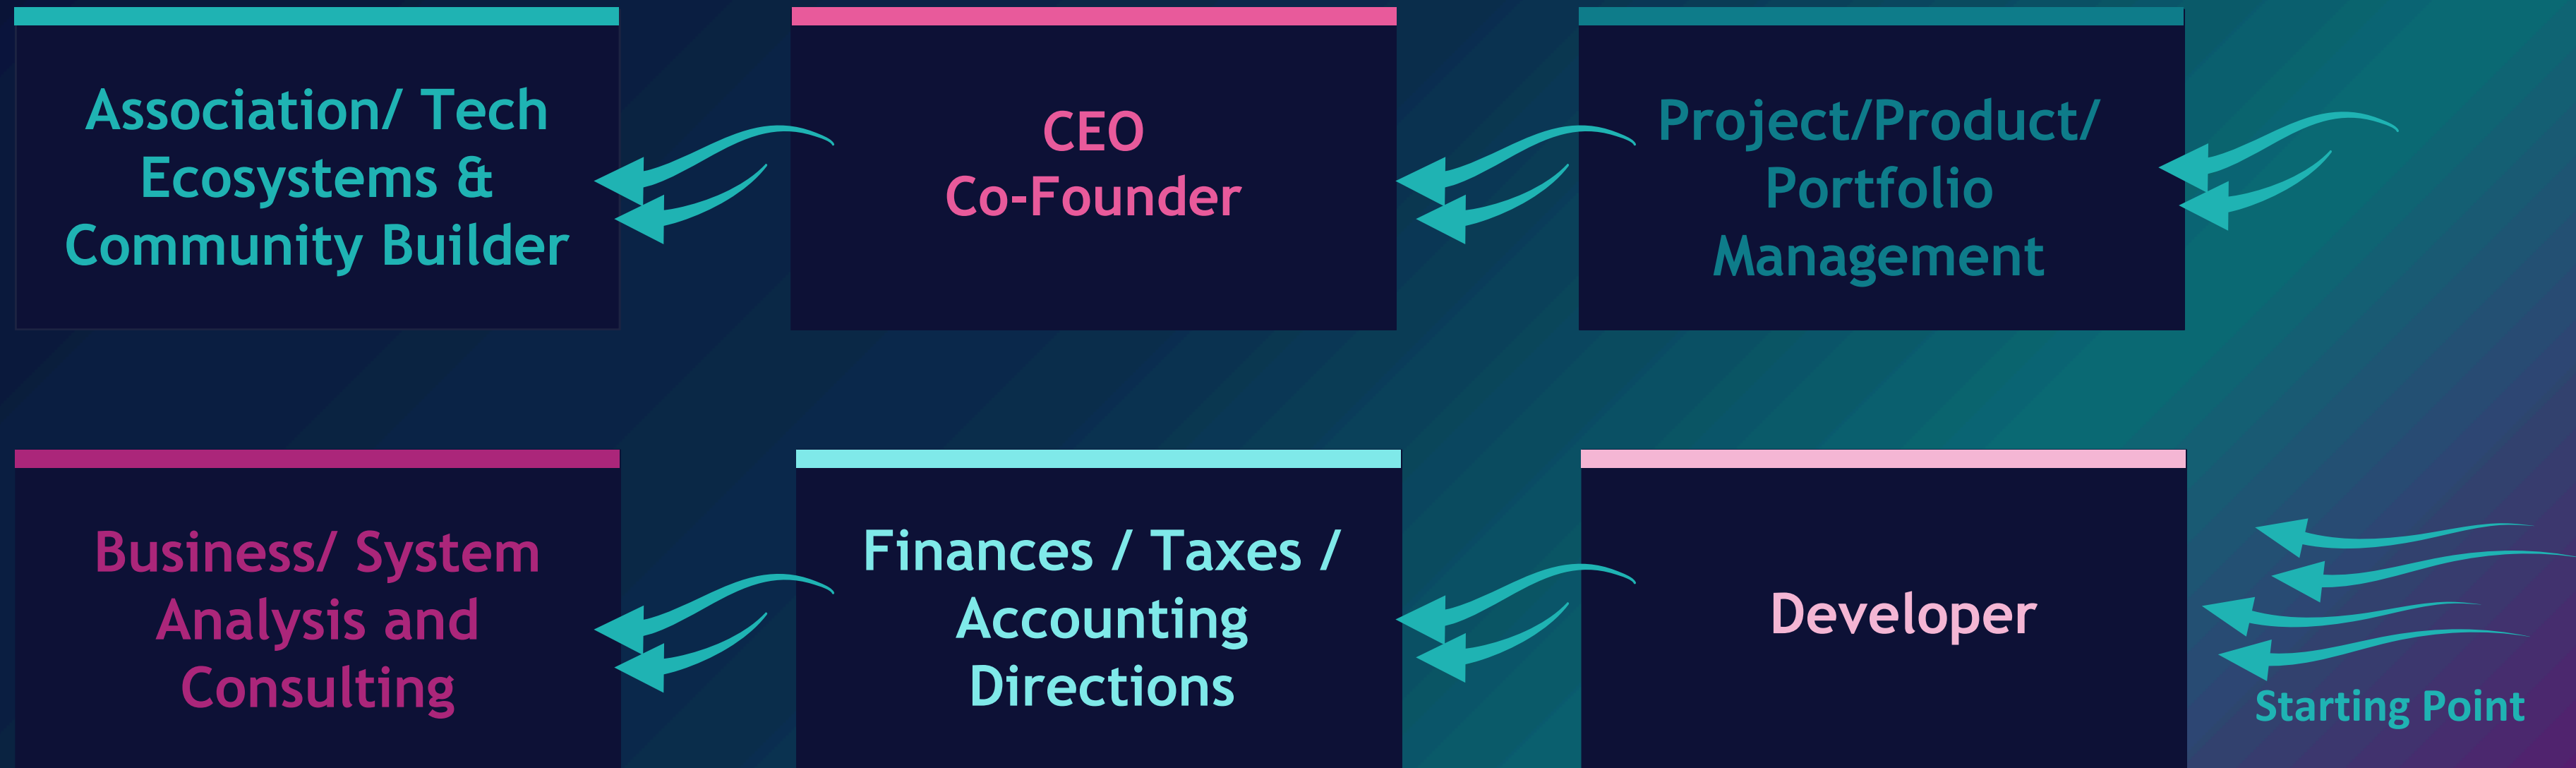 Association/ Tech
Ecosystems &
Community Builder
CEO
Co-Founder
Project/Product/
Portfolio
Management
Business/ System
Analysis and
Consulting
Finances / Taxes /
Accounting
Directions
Developer
Starting Point